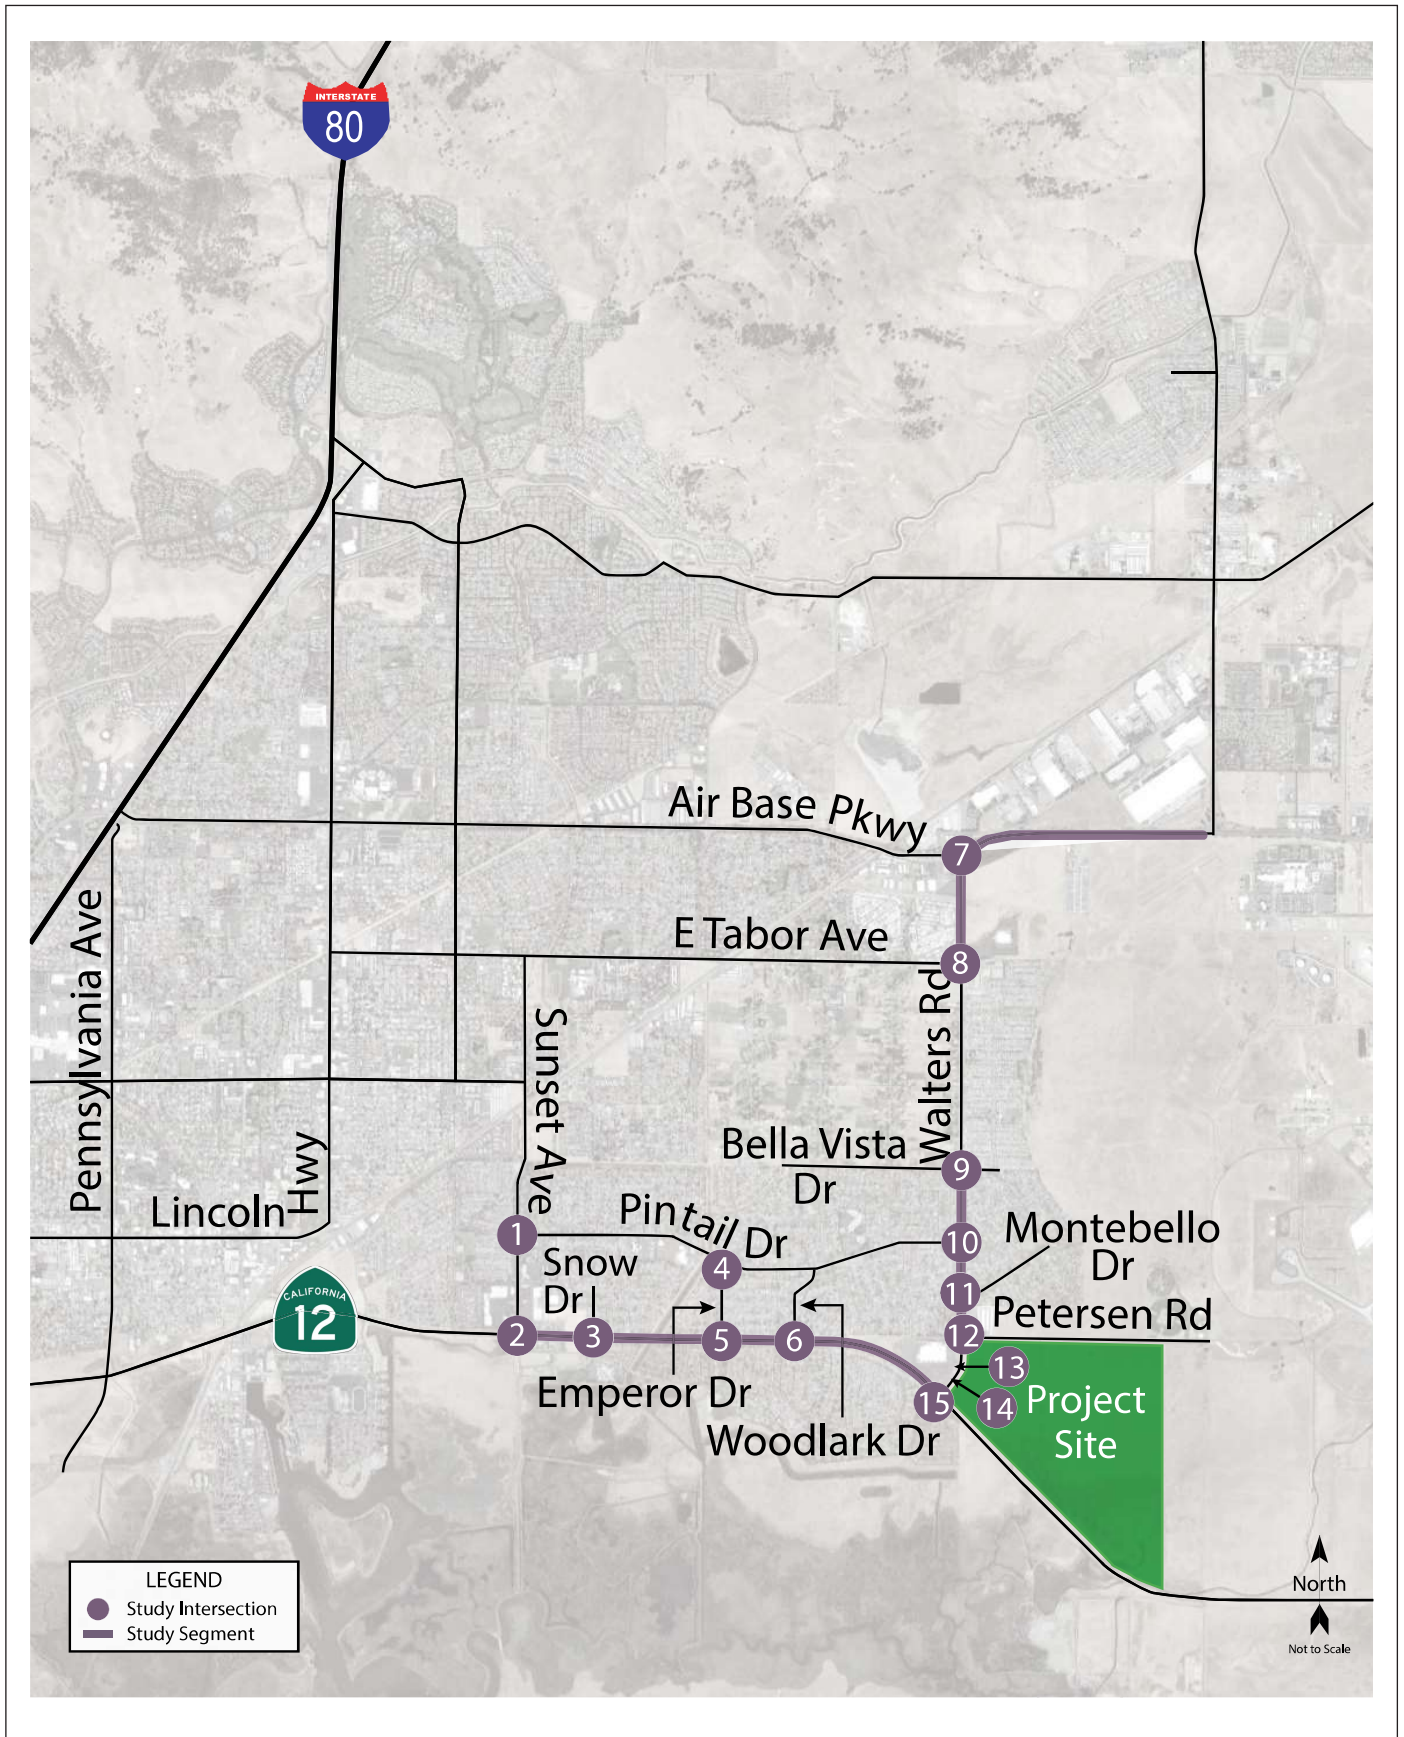 INTERSTATE
80
Air Base Pkwy
7
Pennsylvania Ave
E Tabor Ave
8
Walters Rd
Sunset Ave
Bella Vista
Dr
9
Lincoln Hwy
Pintail Dr
1
10
Montebello
Dr
Snow
Dr
4
11
CALIFORNIA
12
Petersen Rd
2
3
5
6
12
13
Emperor Dr
15
14
Project
Site
Woodlark Dr
LEGEND
Study Intersection
Study Segment
North
Not to Scale